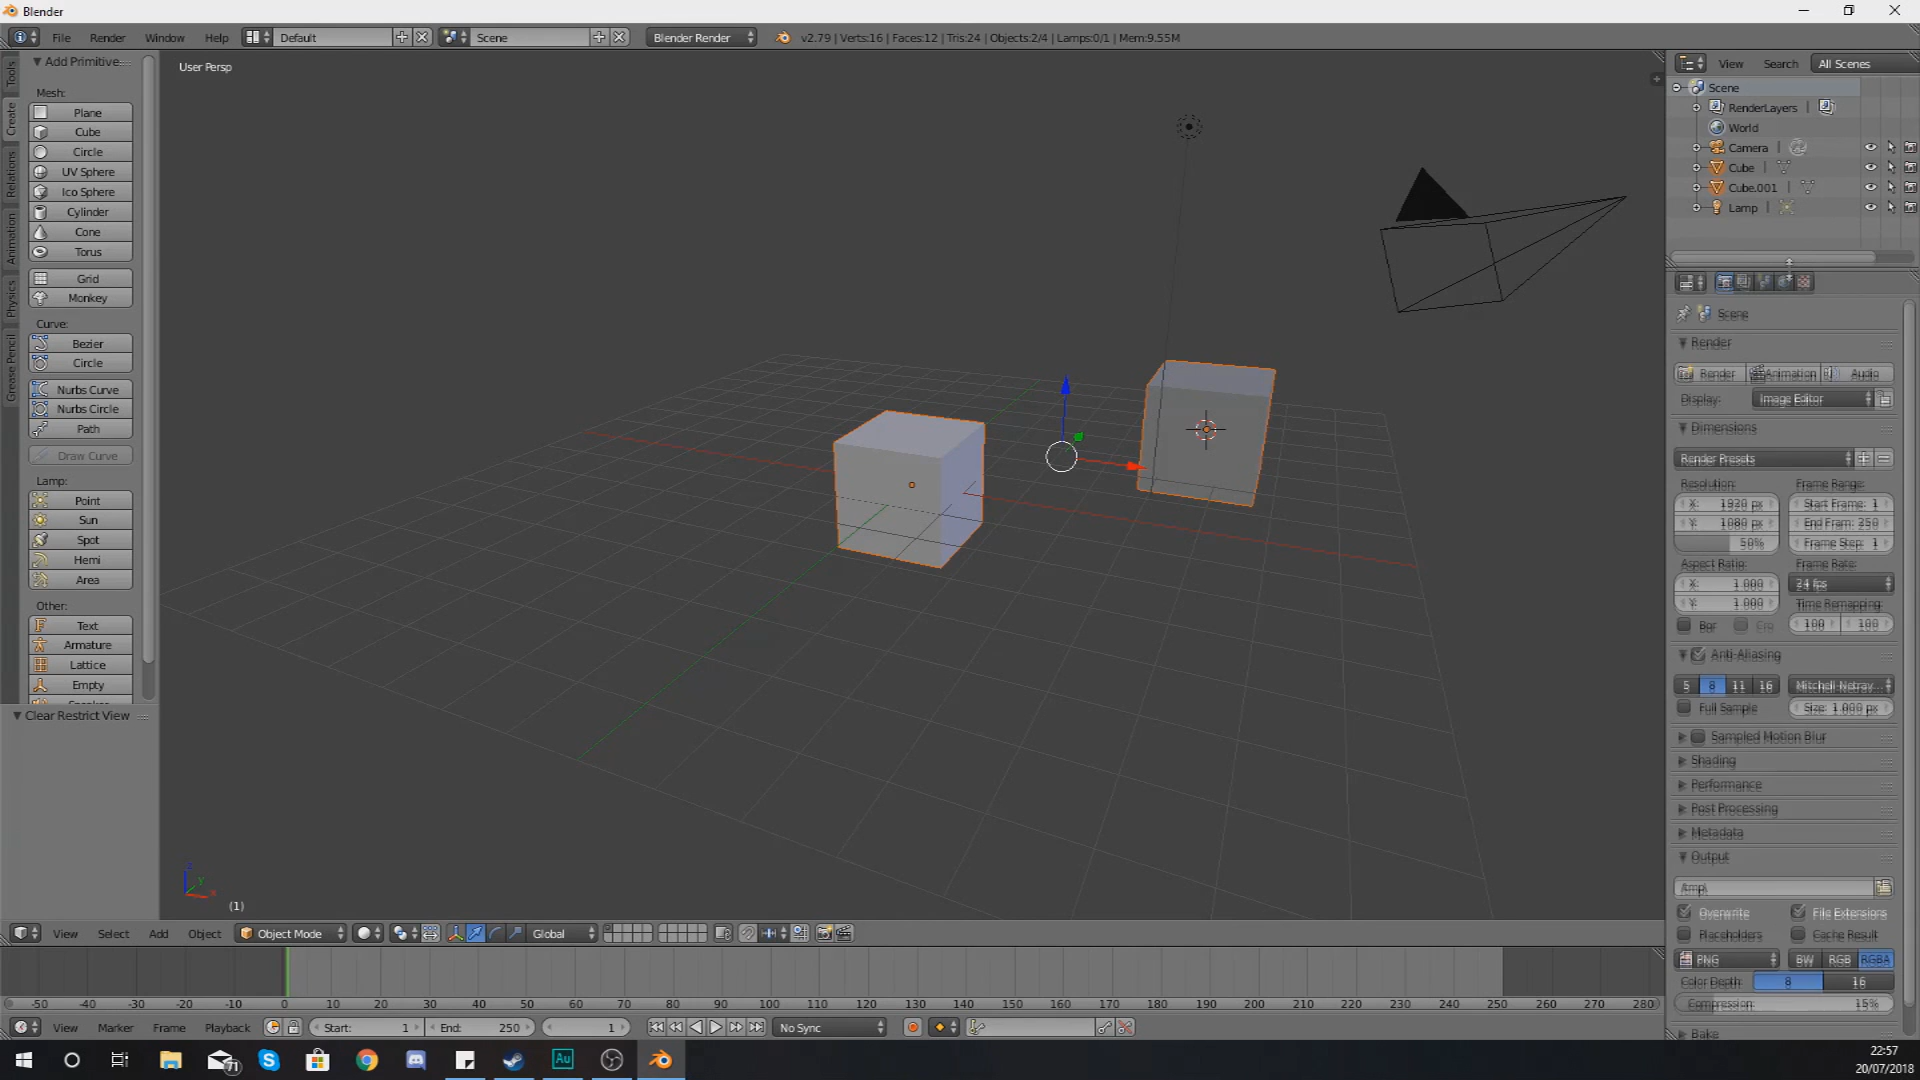 Blender
File Render Window Help Default Scene Blender Render v2.79 | Verts:16 | Faces:12 | Tris:24 | Objects:2/4 | Lamps:0/1 | Mem:9.55M
Tools
Create
Relations
Animation
Physics
Grease Pencil
Add Primitive
Mesh:
Plane
Cube
Circle
UV Sphere
Ico Sphere
Cylinder
Cone
Torus
Grid
Monkey
Curve:
Bezier
Circle
Nurbs Curve
Nurbs Circle
Path
Draw Curve
Lamp:
Point
Sun
Spot
Hemi
Area
Other:
Text
Armature
Lattice
Empty
Clear Restrict View
User Persp
(1)
View Search All Scenes
Scene
RenderLayers
World
Camera
Cube
Cube.001
Lamp
Scene
Render
Render Animation Audio
Display: Image Editor
Dimensions
Render Presets
Resolution: Frame Range:
X: 1920 px Start Frame: 1
Y: 1080 px End Fram: 250
50% Frame Step: 1
Aspect Ratio: Frame Rate:
X: 1.000 24 fps
Y: 1.000 Time Remapping:
Bor Cro 100 100
Anti-Aliasing
5 8 11 16 Mitchell-Netrav...
Full Sample Size: 1.000 px
Sampled Motion Blur
Shading
Performance
Post Processing
Metadata
Output
/tmp\
Overwrite File Extensions
Placeholders Cache Result
PNG BW RGB RGBA
Color Depth: 8 16
Compression: 15%
Bake
View Select Add Object Object Mode Global
-50 -40 -30 -20 -10 0 10 20 30 40 50 60 70 80 90 100 110 120 130 140 150 160 170 180 190 200 210 220 230 240 250 260 270 280
View Marker Frame Playback Start: 1 End: 250 1 No Sync
71
Au
22:57
20/07/2018